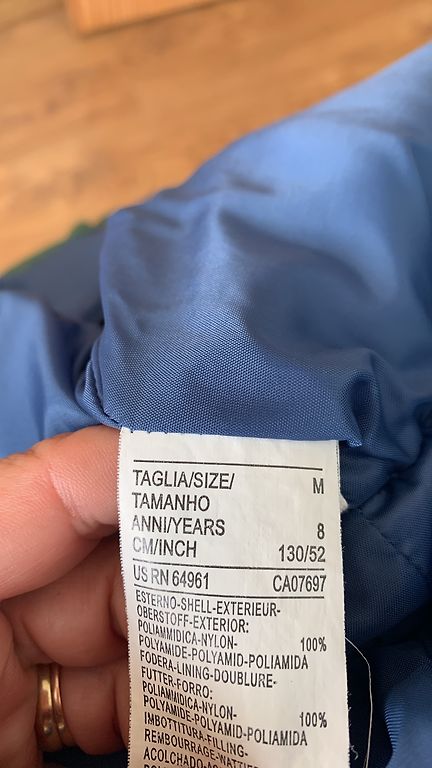 TAGLIA/SIZE/ M
TAMANHO
ANNI/YEARS 8
CM/INCH 130/52
US RN 64961 CA07697
ESTERNO-SHELL-EXTERIEUR-
OBERSTOFF-EXTERIOR:
POLIAMMIDICA-NYLON- 100%
POLYAMIDE-POLYAMID-POLIAMIDA
FODERA-LINING-DOUBLURE-
FUTTER-FORRO:
POLIAMMIDICA-NYLON- 100%
POLYAMIDE-POLYAMID-POLIAMIDA
IMBOTTITURA-FILLING-
REMBOURRAGE-WATTIER
ACOLCHADO-A